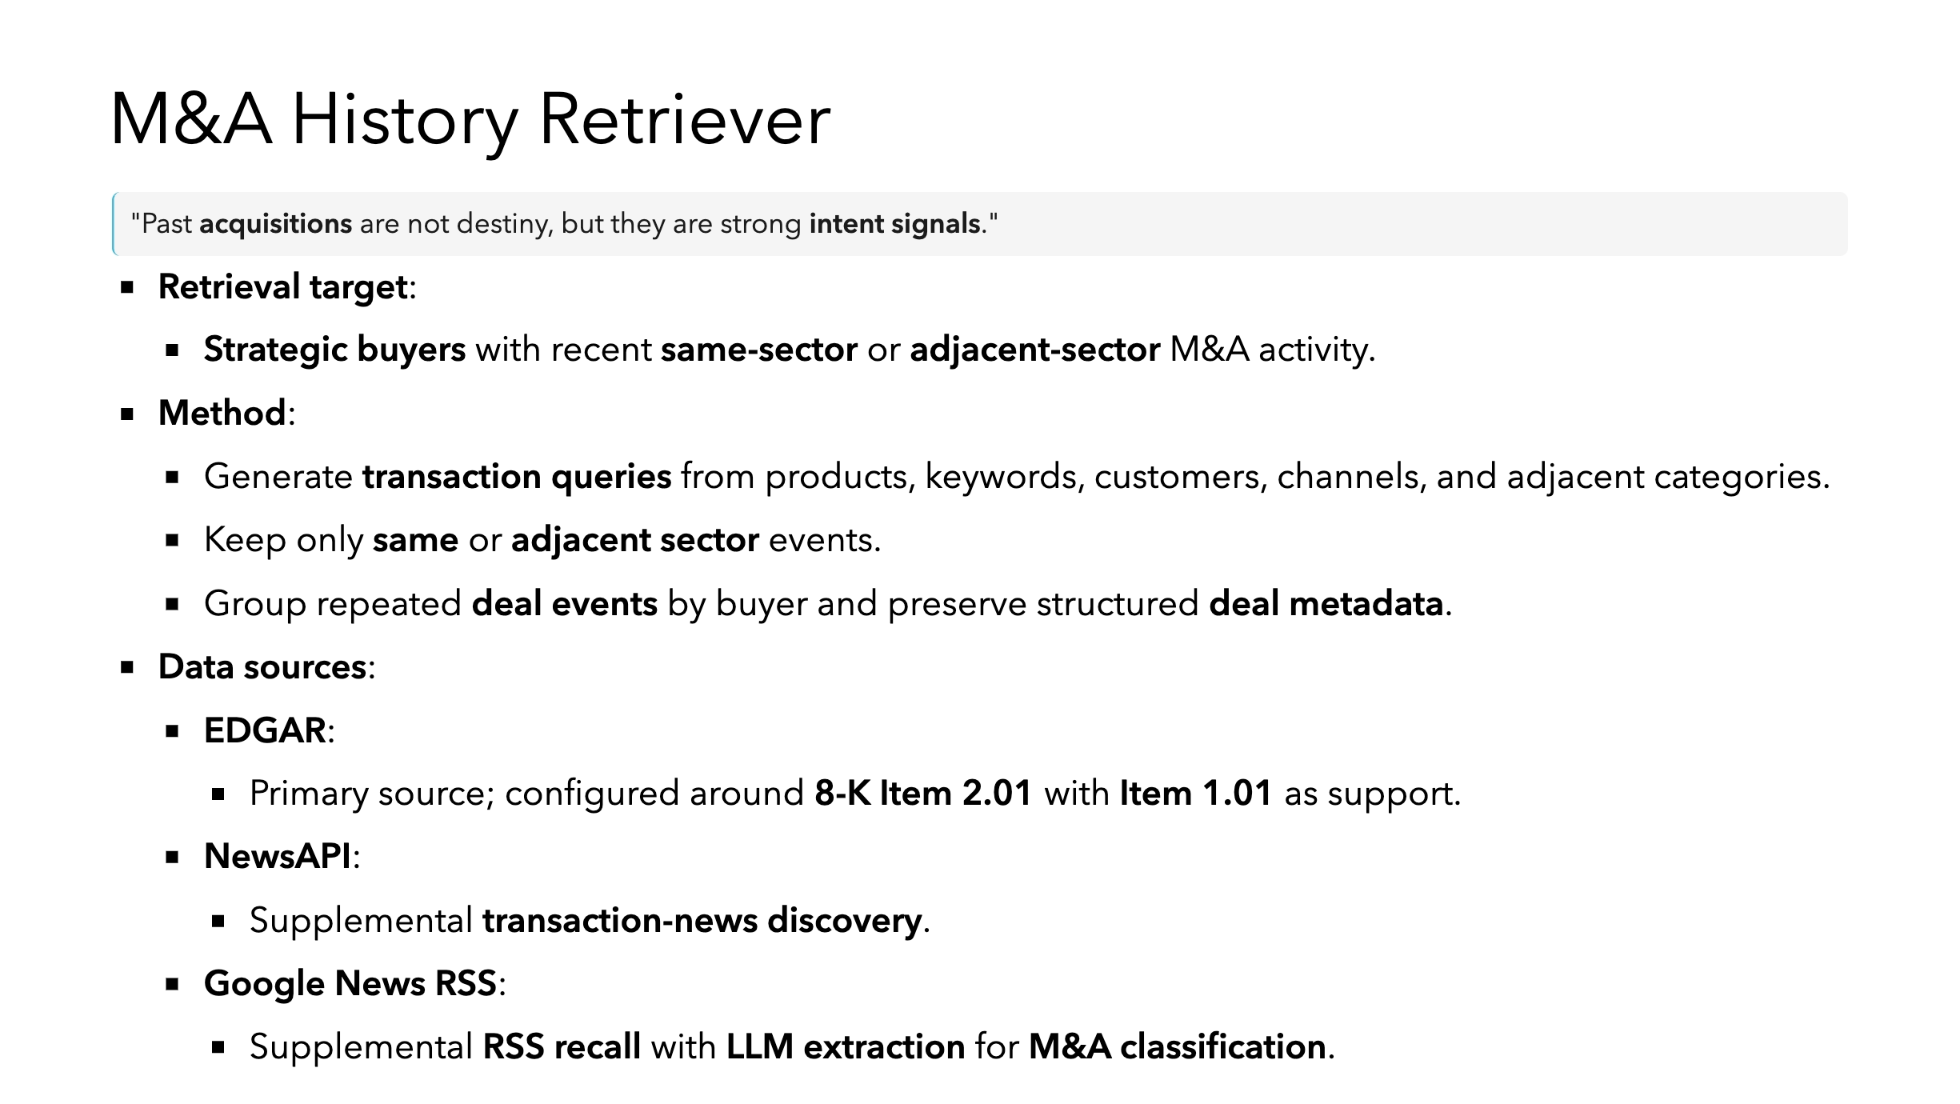 M&A History Retriever
"Past acquisitions are not destiny, but they are strong intent signals."
Retrieval target:
Strategic buyers with recent same-sector or adjacent-sector M&A activity.
Method:
Generate transaction queries from products, keywords, customers, channels, and adjacent categories.
Keep only same or adjacent sector events.
Group repeated deal events by buyer and preserve structured deal metadata.
Data sources:
EDGAR:
Primary source; configured around 8-K Item 2.01 with Item 1.01 as support.
NewsAPI:
Supplemental transaction-news discovery.
Google News RSS:
Supplemental RSS recall with LLM extraction for M&A classification.